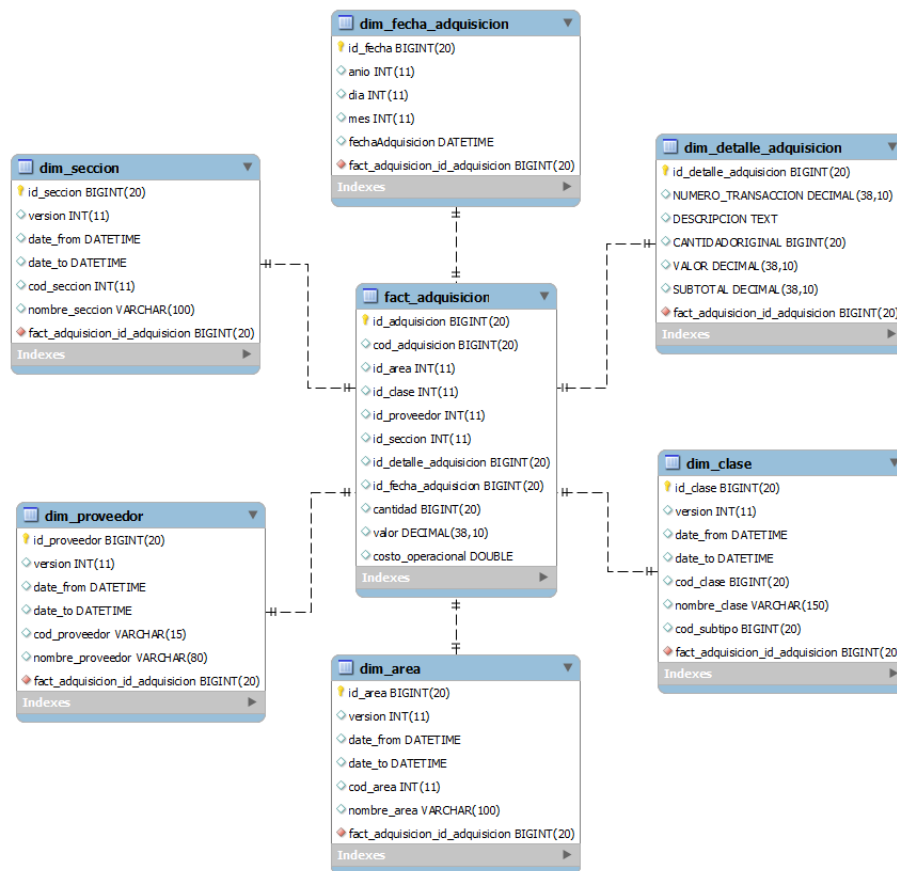 dim_fecha_adquisicion
id_fecha BIGINT(20)
anio INT(11)
dia INT(11)
mes INT(11)
fechaAdquisicion DATETIME
fact_adquisicion_id_adquisicion BIGINT(20)
Indexes
dim_seccion
id_seccion BIGINT(20)
version INT(11)
date_from DATETIME
date_to DATETIME
cod_seccion INT(11)
nombre_seccion VARCHAR(100)
fact_adquisicion_id_adquisicion BIGINT(20)
Indexes
dim_detalle_adquisicion
id_detalle_adquisicion BIGINT(20)
NUMERO_TRANSACCION DECIMAL(38,10)
DESCRIPCION TEXT
CANTIDADORIGINAL BIGINT(20)
VALOR DECIMAL(38,10)
SUBTOTAL DECIMAL(38,10)
fact_adquisicion_id_adquisicion BIGINT(20)
Indexes
fact_adquisicion
id_adquisicion BIGINT(20)
cod_adquisicion BIGINT(20)
id_area INT(11)
id_clase INT(11)
id_proveedor INT(11)
id_seccion INT(11)
id_detalle_adquisicion BIGINT(20)
id_fecha_adquisicion BIGINT(20)
cantidad BIGINT(20)
valor DECIMAL(38,10)
costo_operacional DOUBLE
Indexes
dim_proveedor
id_proveedor BIGINT(20)
version INT(11)
date_from DATETIME
date_to DATETIME
cod_proveedor VARCHAR(15)
nombre_proveedor VARCHAR(80)
fact_adquisicion_id_adquisicion BIGINT(20)
Indexes
dim_clase
id_clase BIGINT(20)
version INT(11)
date_from DATETIME
date_to DATETIME
cod_clase BIGINT(20)
nombre_clase VARCHAR(150)
cod_subtipo BIGINT(20)
fact_adquisicion_id_adquisicion BIGINT(20
Indexes
dim_area
id_area BIGINT(20)
version INT(11)
date_from DATETIME
date_to DATETIME
cod_area INT(11)
nombre_area VARCHAR(100)
fact_adquisicion_id_adquisicion BIGINT(20)
Indexes